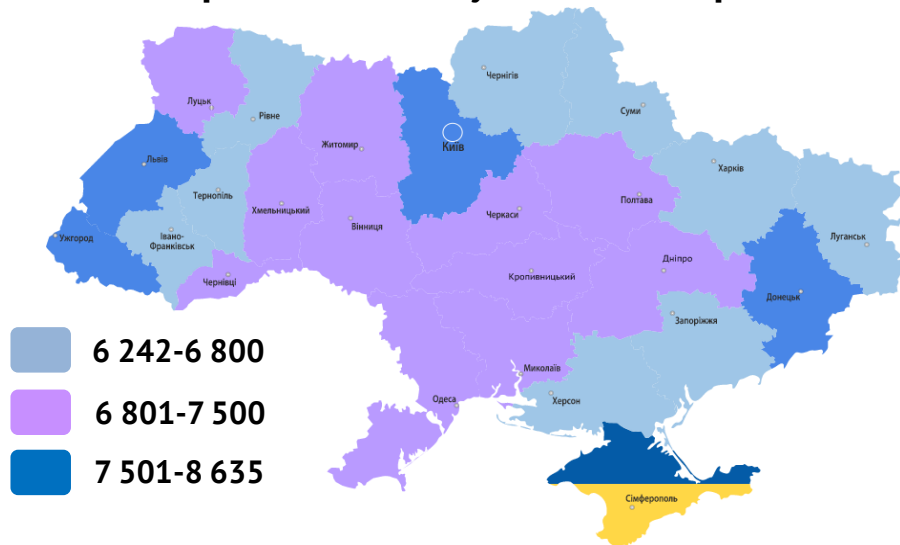 Чернігів
Суми
Луцьк
Рівне
Київ
Житомир
Львів
Харків
Тернопіль
Хмельницький
Полтава
Черкаси
Вінниця
Івано-
Франківськ
Ужгород
Луганськ
Чернівці
Дніпро
Кропивницький
Донецьк
Запоріжжя
6 242-6 800
Миколаїв
Одеса
Херсон
6 801-7 500
7 501-8 635
Сімферополь